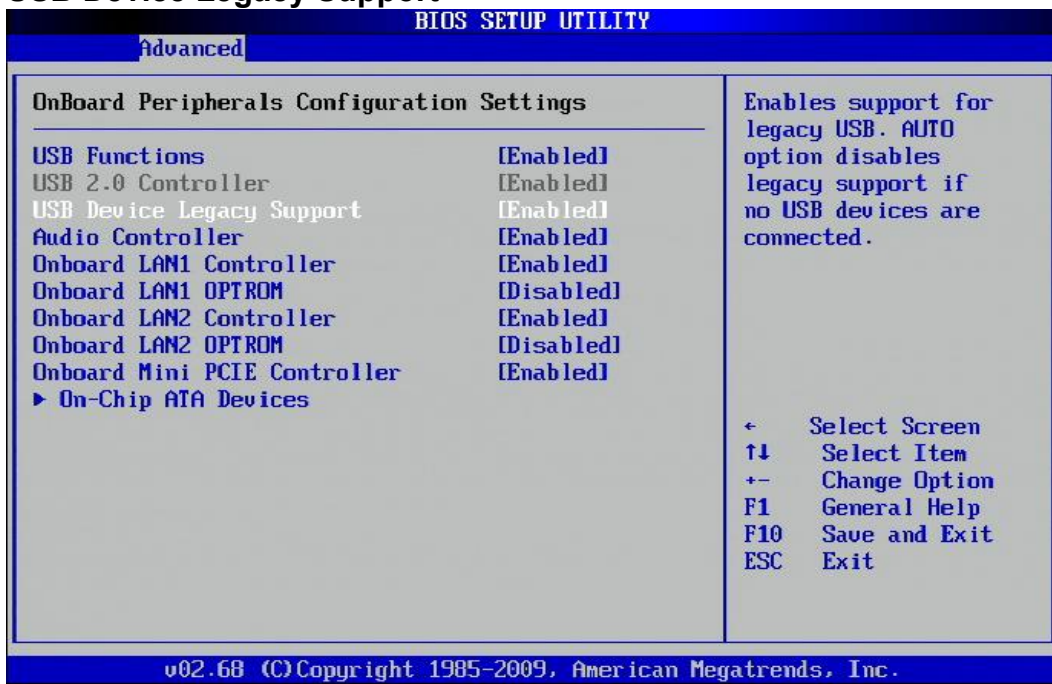 USB Device Legacy Support
BIOS SETUP UTILITY
Advanced
OnBoard Peripherals Configuration Settings
USB Functions [Enabled]
USB 2.0 Controller [Enabled]
USB Device Legacy Support [Enabled]
Audio Controller [Enabled]
Onboard LAN1 Controller [Enabled]
Onboard LAN1 OPTROM [Disabled]
Onboard LAN2 Controller [Enabled]
Onboard LAN2 OPTROM [Disabled]
Onboard Mini PCIE Controller [Enabled]
▶ On-Chip ATA Devices
Enables support for
legacy USB. AUTO
option disables
legacy support if
no USB devices are
connected.
← Select Screen
↑↓ Select Item
+- Change Option
F1 General Help
F10 Save and Exit
ESC Exit
v02.68 (C)Copyright 1985-2009, American Megatrends, Inc.